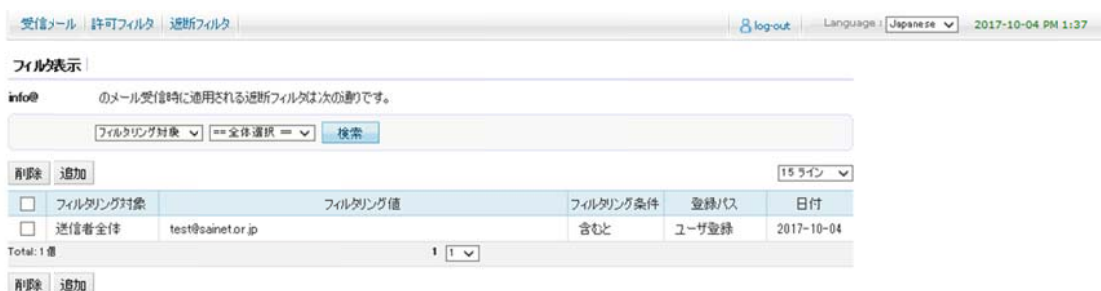 受信メール 許可フィルタ 遮断フィルタ log-out Language : Japanese 2017-10-04 PM 1:37
フィルタ表示
info@ のメール受信時に適用される遮断フィルタは次の通りです。
フィルタリング対象 == 全体選択 == 検索
削除 追加 15 ライン
フィルタリング対象 フィルタリング値 フィルタリング条件 登録パス 日付
送信者全体 test@sainet.or.jp 含むと ユーザ登録 2017-10-04
Total: 1 個 1 1
削除 追加